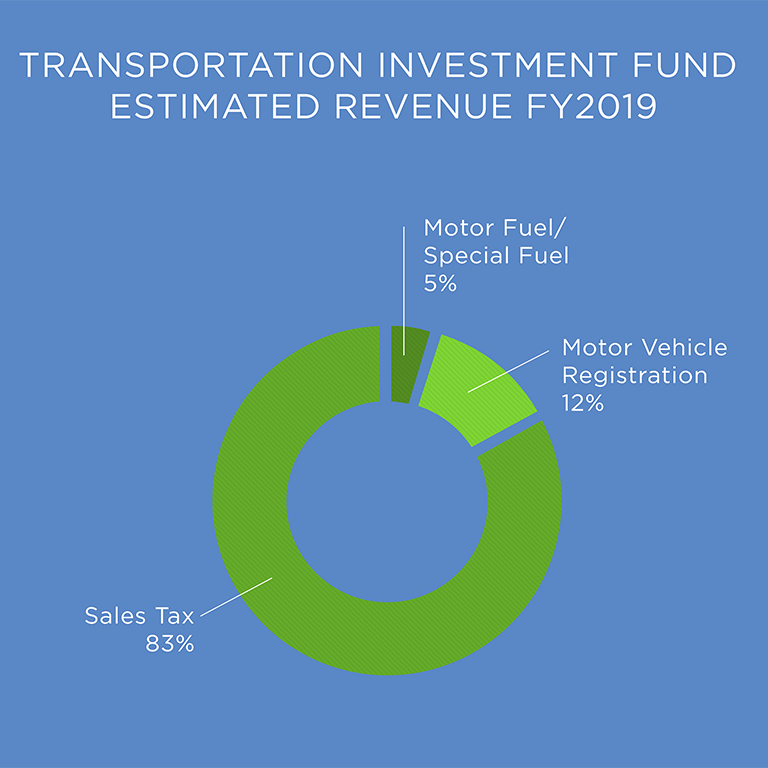 TRANSPORTATION INVESTMENT FUND
ESTIMATED REVENUE FY2019
Motor Fuel/
Special Fuel
5%
Motor Vehicle
Registration
12%
Sales Tax
83%